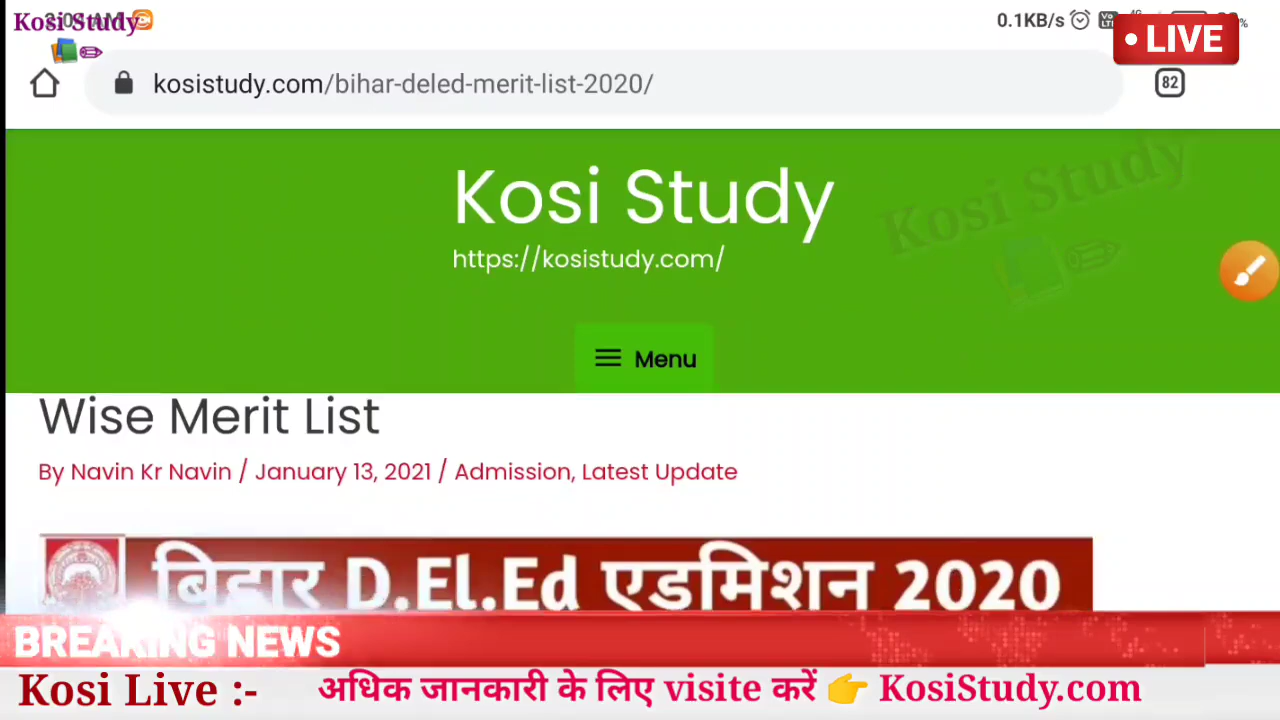 Kosi Study
0.1KB/s
LIVE
kosistudy.com/bihar-deled-merit-list-2020/
82
Kosi Study
Kosi Study
https://kosistudy.com/
Menu
Wise Merit List
By Navin Kr Navin / January 13, 2021 / Admission, Latest Update
बिहार D.El.Ed एडमिशन 2020
BREAKING NEWS
Kosi Live :- अधिक जानकारी के लिए visite करें 👉 KosiStudy.com